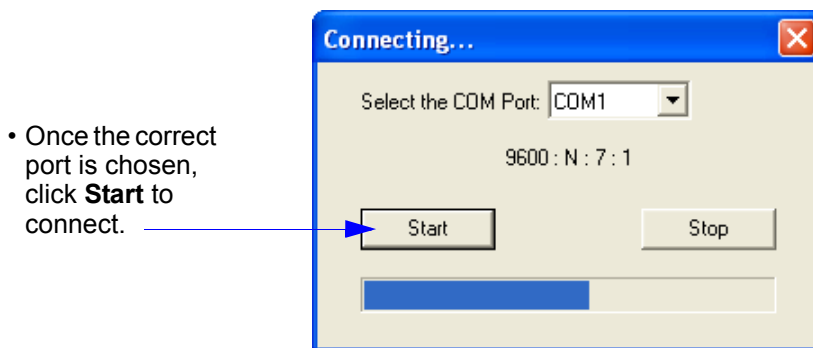 Connecting...
Select the COM Port: COM1
9600 : N : 7 : 1
• Once the correct
port is chosen,
click Start to
connect.
Start
Stop